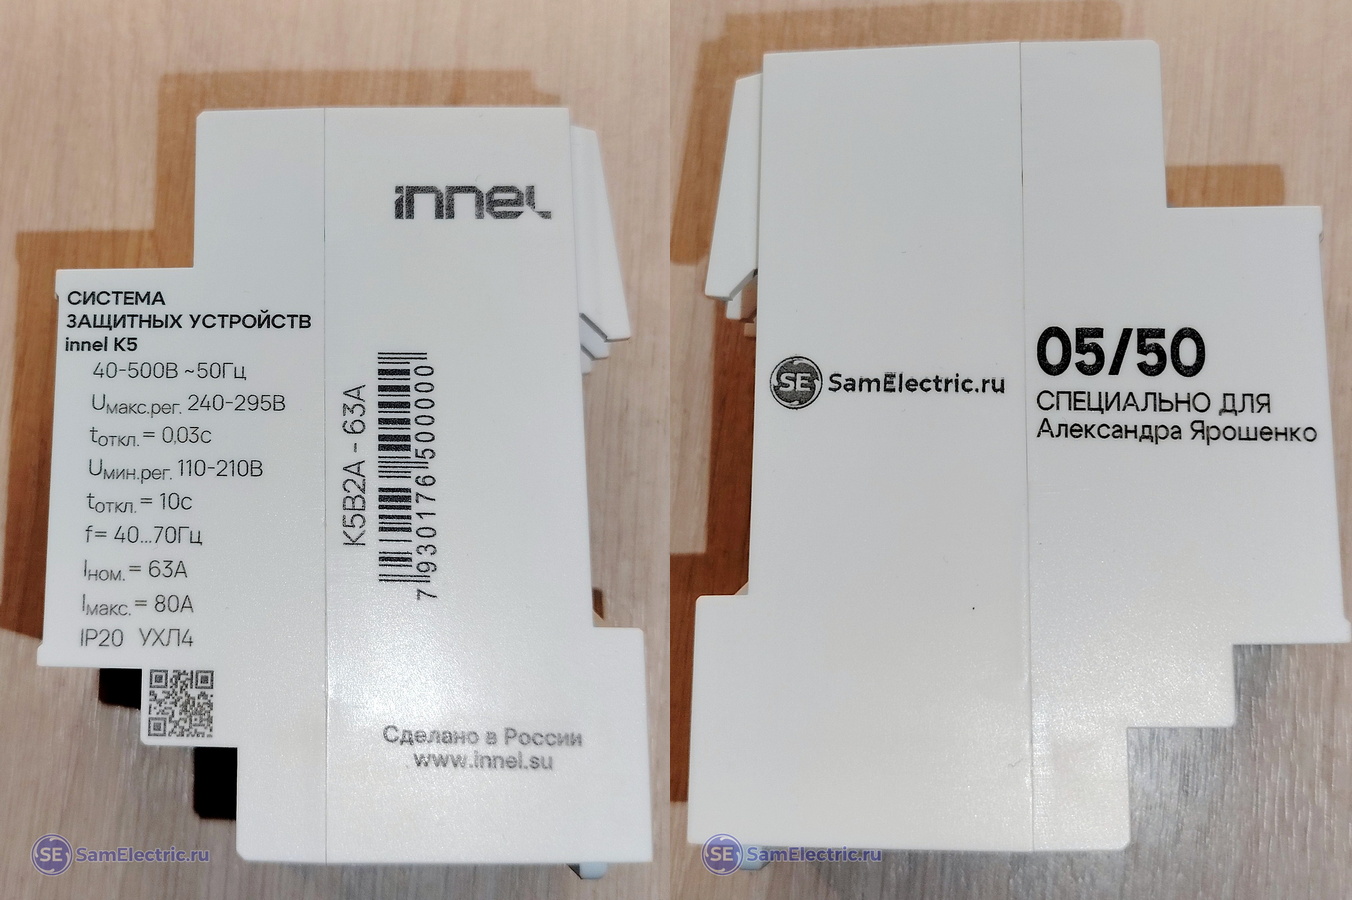 innel
СИСТЕМА
ЗАЩИТНЫХ УСТРОЙСТВ
innel K5
40-500В ~50Гц
Uмакс.рег. 240-295В
tоткл. = 0,03с
Uмин.рег. 110-210В
tоткл. = 10с
f= 40...70Гц
Iном. = 63А
Iмакс. = 80А
IP20 УХЛ4
K5B2A - 63A
7 930176 500000
Сделано в России
www.innel.su
SE SamElectric.ru
SE SamElectric.ru
05/50
СПЕЦИАЛЬНО ДЛЯ
Александра Ярошенко
SE SamElectric.ru